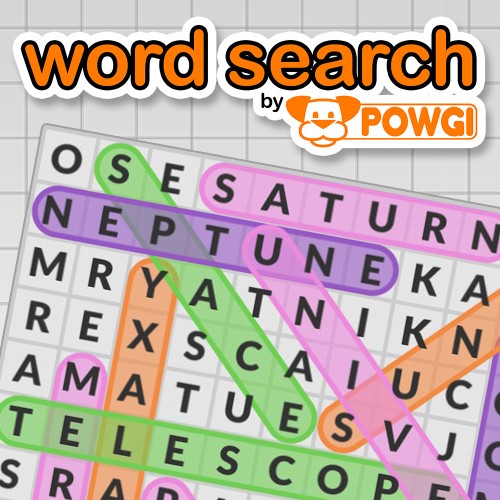 word search
by POWGI
O S E S A T U R N
N E P T U N E K A
M R Y A T N I K N
R E X S C A I U C
A M A T U E S V J
T E L E S C O P E
S R A